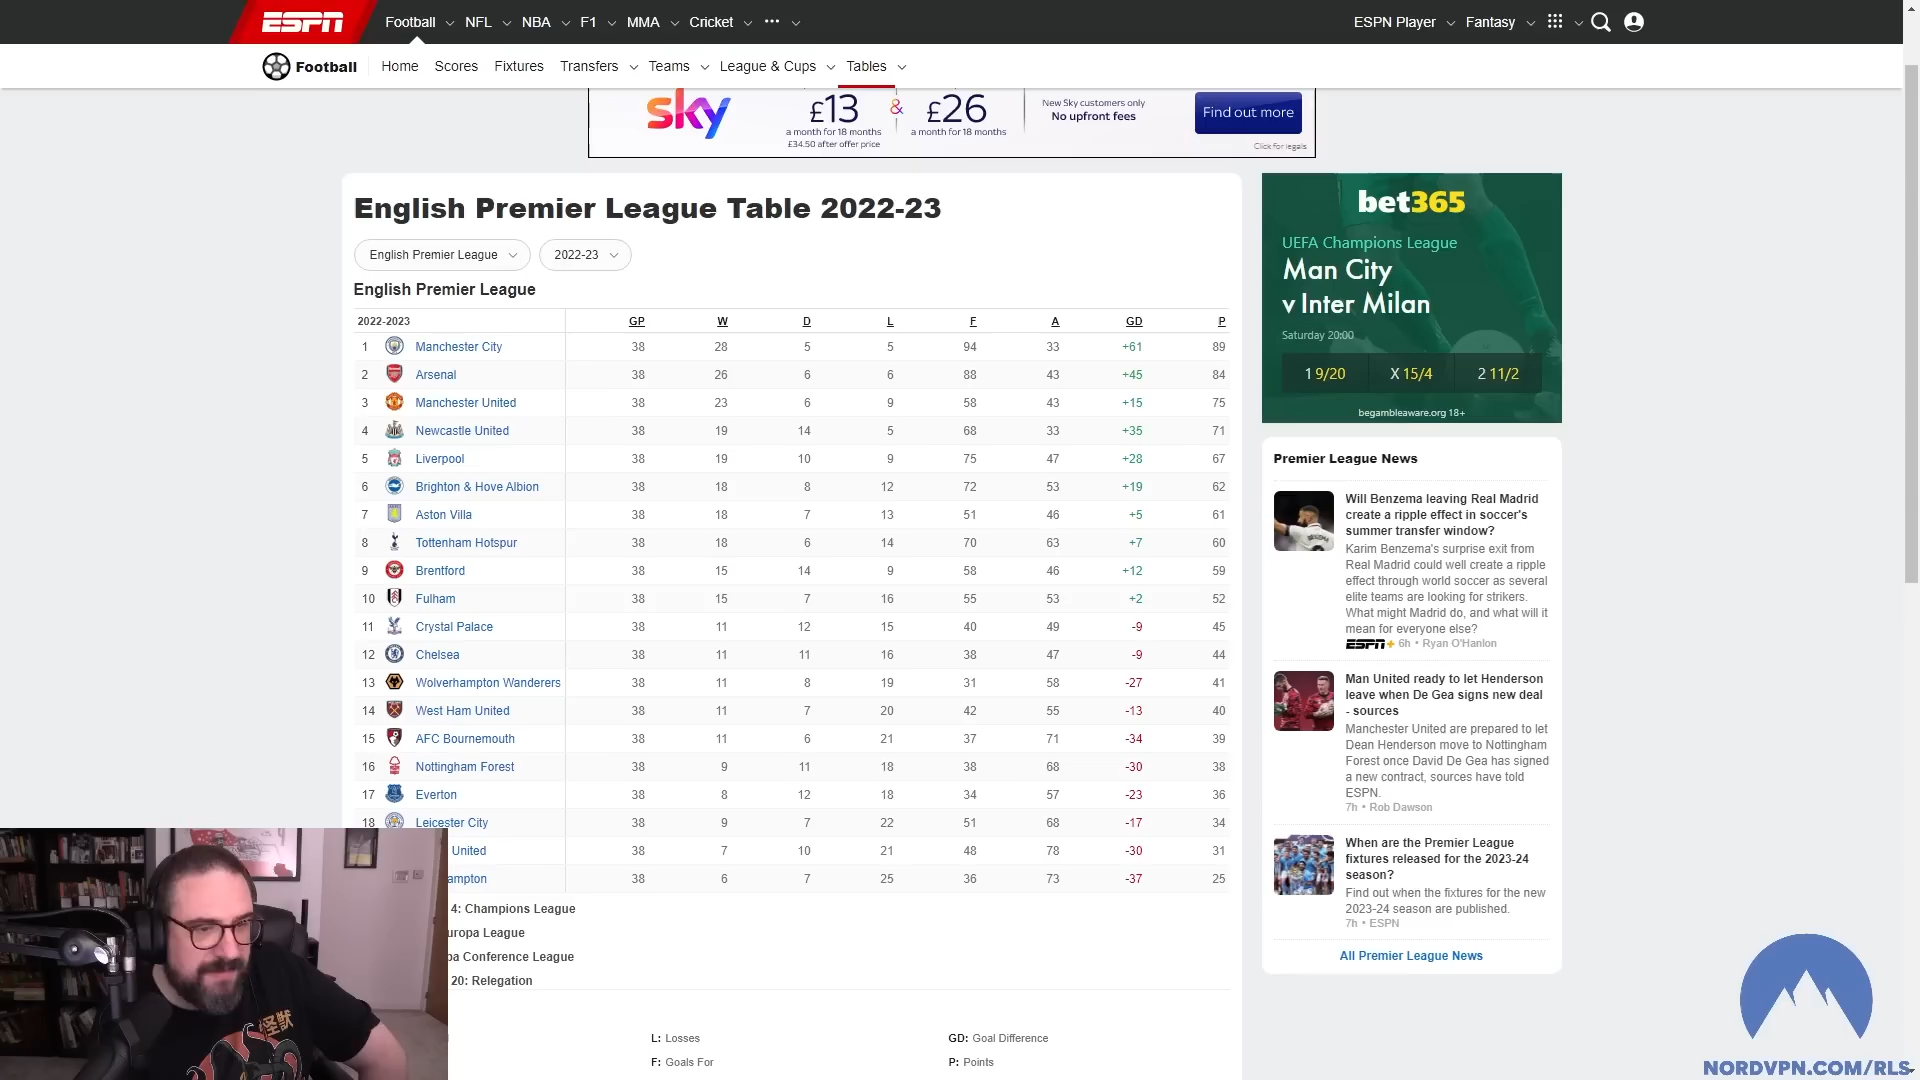 ESPN Football NFL NBA F1 MMA Cricket ••• ESPN Player Fantasy
Football Home Scores Fixtures Transfers Teams League & Cups Tables
sky £13 & £26 New Sky customers only Find out more
a month for 18 months a month for 18 months No upfront fees
£34.50 after offer price Click for legals
English Premier League Table 2022-23
English Premier League 2022-23
English Premier League
2022-2023 GP W D L F A GD P
1 Manchester City 38 28 5 5 94 33 +61 89
2 Arsenal 38 26 6 6 88 43 +45 84
3 Manchester United 38 23 6 9 58 43 +15 75
4 Newcastle United 38 19 14 5 68 33 +35 71
5 Liverpool 38 19 10 9 75 47 +28 67
6 Brighton & Hove Albion 38 18 8 12 72 53 +19 62
7 Aston Villa 38 18 7 13 51 46 +5 61
8 Tottenham Hotspur 38 18 6 14 70 63 +7 60
9 Brentford 38 15 14 9 58 46 +12 59
10 Fulham 38 15 7 16 55 53 +2 52
11 Crystal Palace 38 11 12 15 40 49 -9 45
12 Chelsea 38 11 11 16 38 47 -9 44
13 Wolverhampton Wanderers 38 11 8 19 31 58 -27 41
14 West Ham United 38 11 7 20 42 55 -13 40
15 AFC Bournemouth 38 11 6 21 37 71 -34 39
16 Nottingham Forest 38 9 11 18 38 68 -30 38
17 Everton 38 8 12 18 34 57 -23 36
18 Leicester City 38 9 7 22 51 68 -17 34
United 38 7 10 21 48 78 -30 31
ampton 38 6 7 25 36 73 -37 25
4: Champions League
uropa League
pa Conference League
20: Relegation
L: Losses GD: Goal Difference
F: Goals For P: Points
bet365
UEFA Champions League
Man City
v Inter Milan
Saturday 20:00
1 9/20 X 15/4 2 11/2
begambleaware.org 18+
Premier League News
Will Benzema leaving Real Madrid
create a ripple effect in soccer's
summer transfer window?
Karim Benzema's surprise exit from
Real Madrid could well create a ripple
effect through world soccer as several
elite teams are looking for strikers.
What might Madrid do, and what will it
mean for everyone else?
ESPN+ 6h • Ryan O'Hanlon
Man United ready to let Henderson
leave when De Gea signs new deal
- sources
Manchester United are prepared to let
Dean Henderson move to Nottingham
Forest once David De Gea has signed
a new contract, sources have told
ESPN.
7h • Rob Dawson
When are the Premier League
fixtures released for the 2023-24
season?
Find out when the fixtures for the new
2023-24 season are published.
7h • ESPN
All Premier League News
怪獣
NORDVPN.COM/RLS